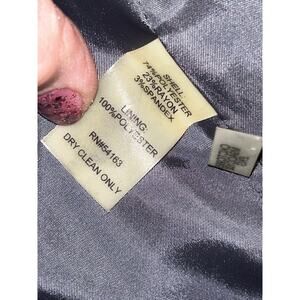 SHELL
74%POLYESTER
23%RAYON
3%SPANDEX
LINING:
100%POLYESTER
RN#54163
DRY CLEAN ONLY